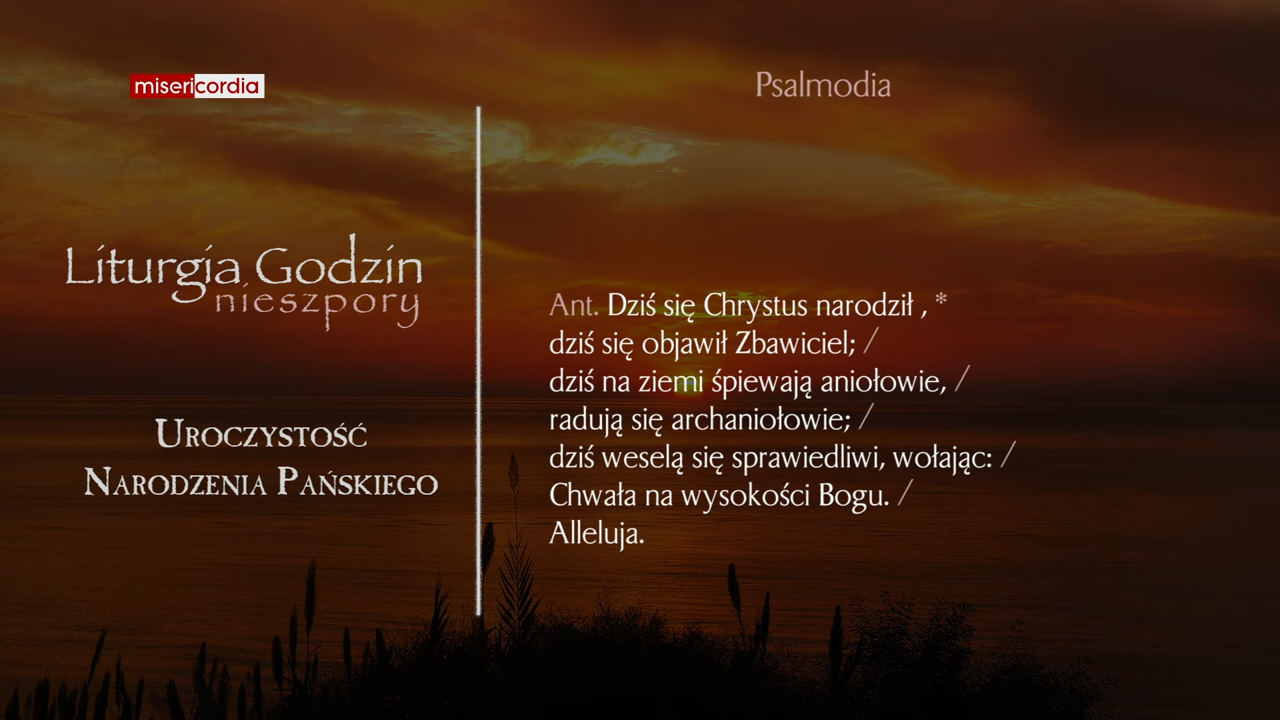 misericordia
Psalmodia
Liturgia Godzin
nieszpory
Uroczystość
Narodzenia Pańskiego
Ant. Dziś się Chrystus narodził , *
dziś się objawił Zbawiciel; /
dziś na ziemi śpiewają aniołowie, /
radują się archaniołowie; /
dziś weselą się sprawiedliwi, wołając: /
Chwała na wysokości Bogu. /
Alleluja.